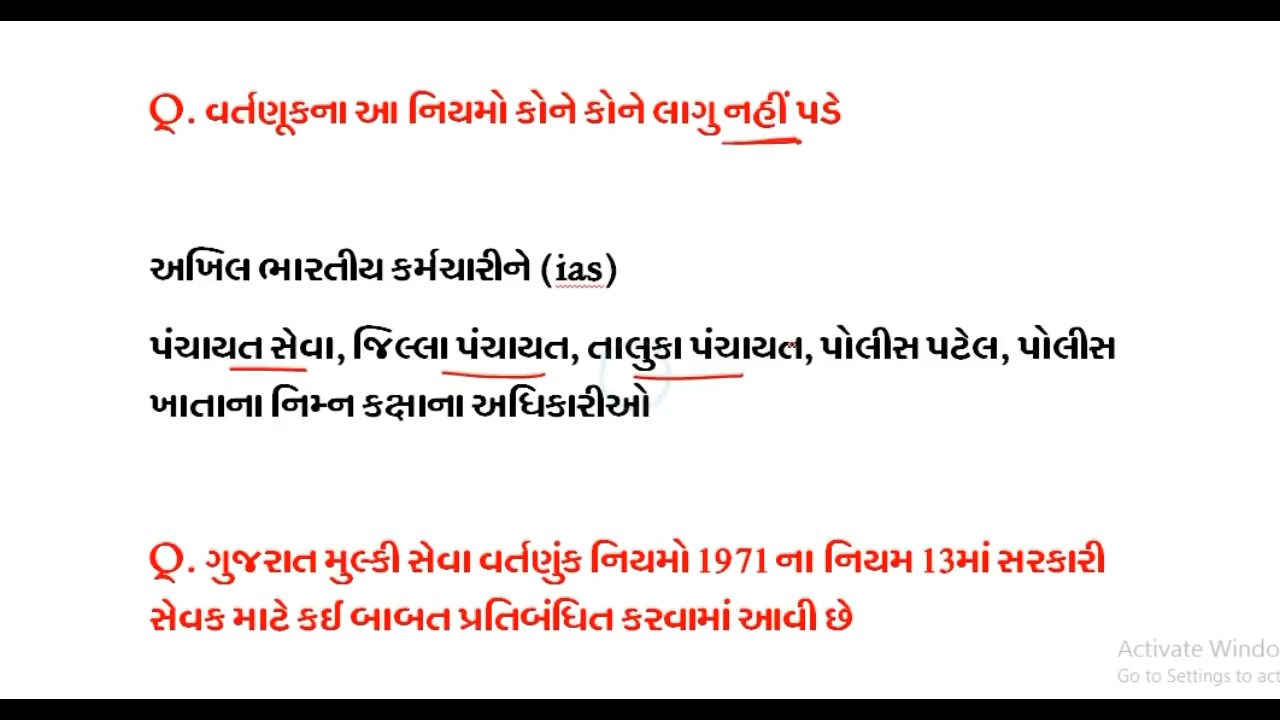 Q. વર્તણૂકના આ નિયમો કોને કોને લાગુ નહીં પડે
અખિલ ભારતીય કર્મચારીને (ias)
પંચાયત સેવા, જિલ્લા પંચાયત, તાલુકા પંચાયત, પોલીસ પટેલ, પોલીસ
ખાતાના નિમ્ન કક્ષાના અધિકારીઓ
Q. ગુજરાત મુલ્કી સેવા વર્તણુંક નિયમો 1971 ના નિયમ 13માં સરકારી
સેવક માટે કઈ બાબત પ્રતિબંધિત કરવામાં આવી છે
Activate Windo
Go to Settings to act